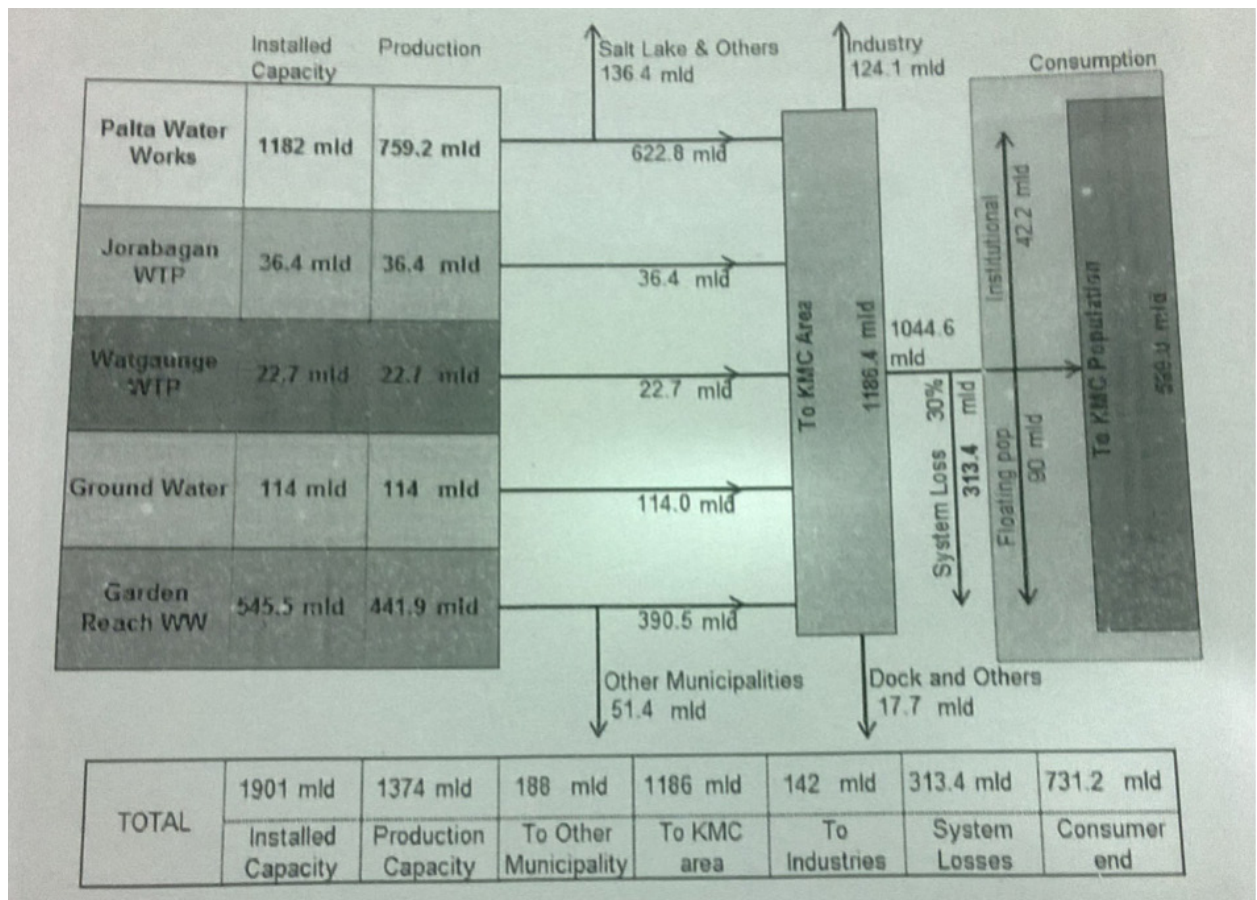 Installed Production
Capacity
Palta Water
Works
1182 mld
759.2 mld
Jorabagan
WTP
36.4 mld
36.4 mld
Watgaunge
WTP
22.7 mld
22.7 mld
Ground Water
114 mld
114 mld
Garden
Reach WW
545.5 mld
441.9 mld
Salt Lake & Others
136.4 mld
622.8 mld
36.4 mld
22.7 mld
114.0 mld
390.5 mld
Other Municipalities
51.4 mld
Industry
124.1 mld
To KMC Area
1186.4 mld
Dock and Others
17.7 mld
1044.6
mld
System Loss 30%
313.4 mld
Consumption
Institutional
42.2 mld
Floating pop
90 mld
To KMC Population
mld
TOTAL
1901 mld
Installed
Capacity
1374 mld
Production
Capacity
188 mld
To Other
Municipality
1186 mld
To KMC
area
142 mld
To
Industries
313.4 mld
System
Losses
731.2 mld
Consumer
end